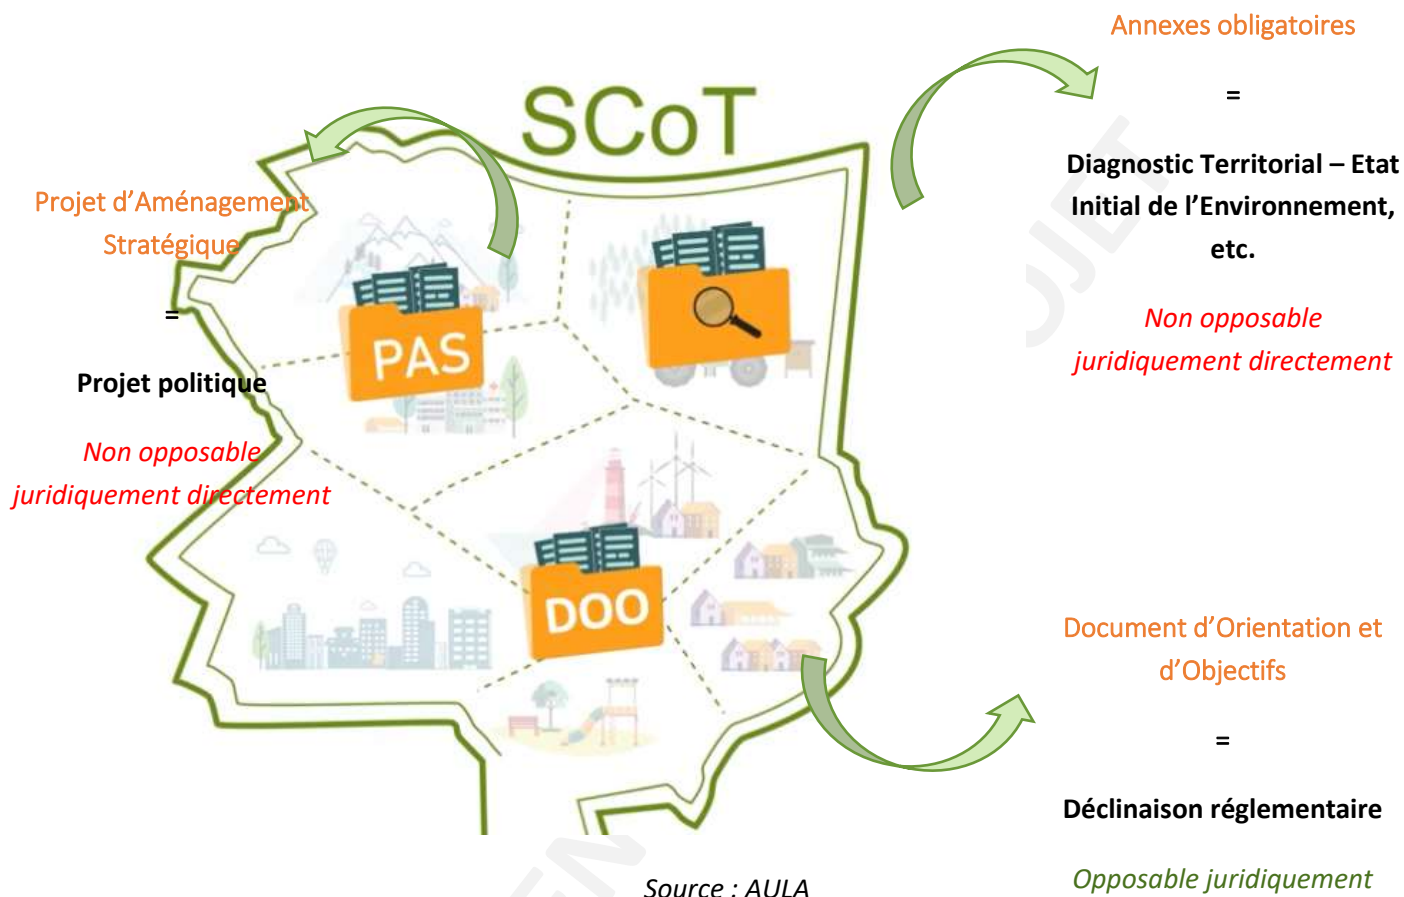 SCoT
Projet d’Aménagement
Stratégique
=
Projet politique
Non opposable
juridiquement directement
PAS
Annexes obligatoires
=
Diagnostic Territorial – Etat
Initial de l’Environnement,
etc.
Non opposable
juridiquement directement
DOO
Document d’Orientation et
d’Objectifs
=
Déclinaison réglementaire
Opposable juridiquement
Source : AULA